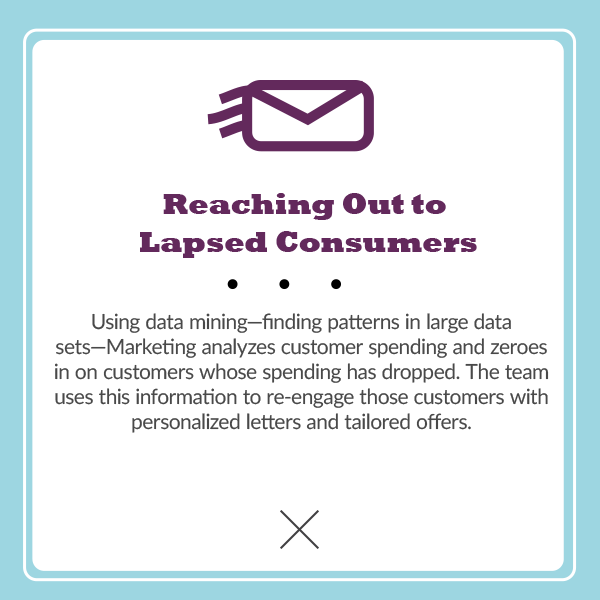 Reaching Out to
Lapsed Consumers
• • •
Using data mining—finding patterns in large data
sets—Marketing analyzes customer spending and zeroes
in on customers whose spending has dropped. The team
uses this information to re-engage those customers with
personalized letters and tailored offers.